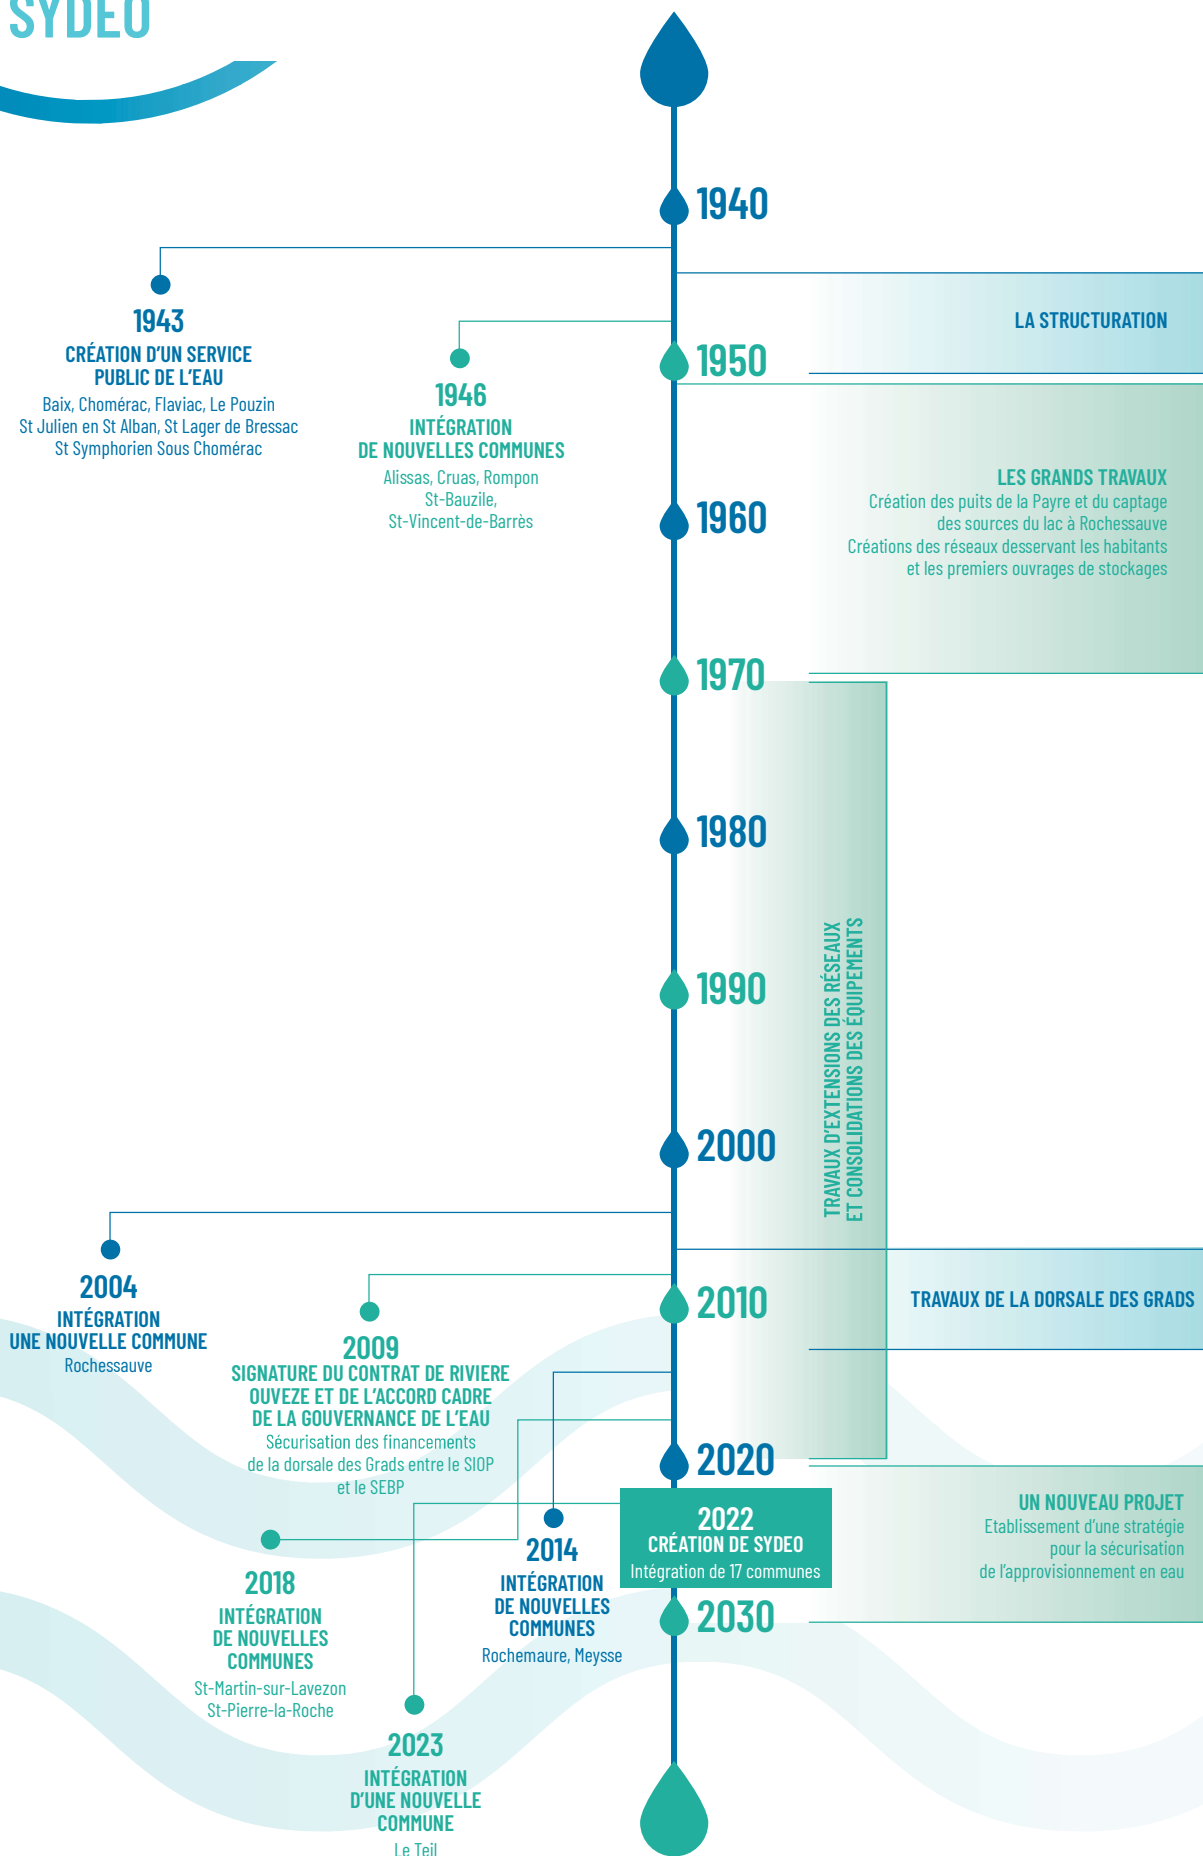 SYDEO
1940
1943
CRÉATION D'UN SERVICE
PUBLIC DE L'EAU
Baix, Chomérac, Flaviac, Le Pouzin
St Julien en St Alban, St Lager de Bressac
St Symphorien Sous Chomérac
LA STRUCTURATION
1950
1946
INTÉGRATION
DE NOUVELLES COMMUNES
Alissas, Cruas, Rompon
St-Bauzile,
St-Vincent-de-Barrès
LES GRANDS TRAVAUX
Création des puits de la Payre et du captage
des sources du lac à Rochessauve
Créations des réseaux desservant les habitants
et les premiers ouvrages de stockages
1960
1970
1980
1990
TRAVAUX D'EXTENSIONS DES RÉSEAUX
ET CONSOLIDATIONS DES ÉQUIPEMENTS
2000
2004
INTÉGRATION
UNE NOUVELLE COMMUNE
Rochessauve
2010
TRAVAUX DE LA DORSALE DES GRADS
2009
SIGNATURE DU CONTRAT DE RIVIERE
OUVEZE ET DE L'ACCORD CADRE
DE LA GOUVERNANCE DE L'EAU
Sécurisation des financements
de la dorsale des Grads entre le SIOP
et le SEBP
2020
2022
CRÉATION DE SYDEO
Intégration de 17 communes
UN NOUVEAU PROJET
Etablissement d'une stratégie
pour la sécurisation
de l'approvisionnement en eau
2014
INTÉGRATION
DE NOUVELLES
COMMUNES
Rochemaure, Meysse
2018
INTÉGRATION
DE NOUVELLES
COMMUNES
St-Martin-sur-Lavezon
St-Pierre-la-Roche
2030
2023
INTÉGRATION
D'UNE NOUVELLE
COMMUNE
Le Teil